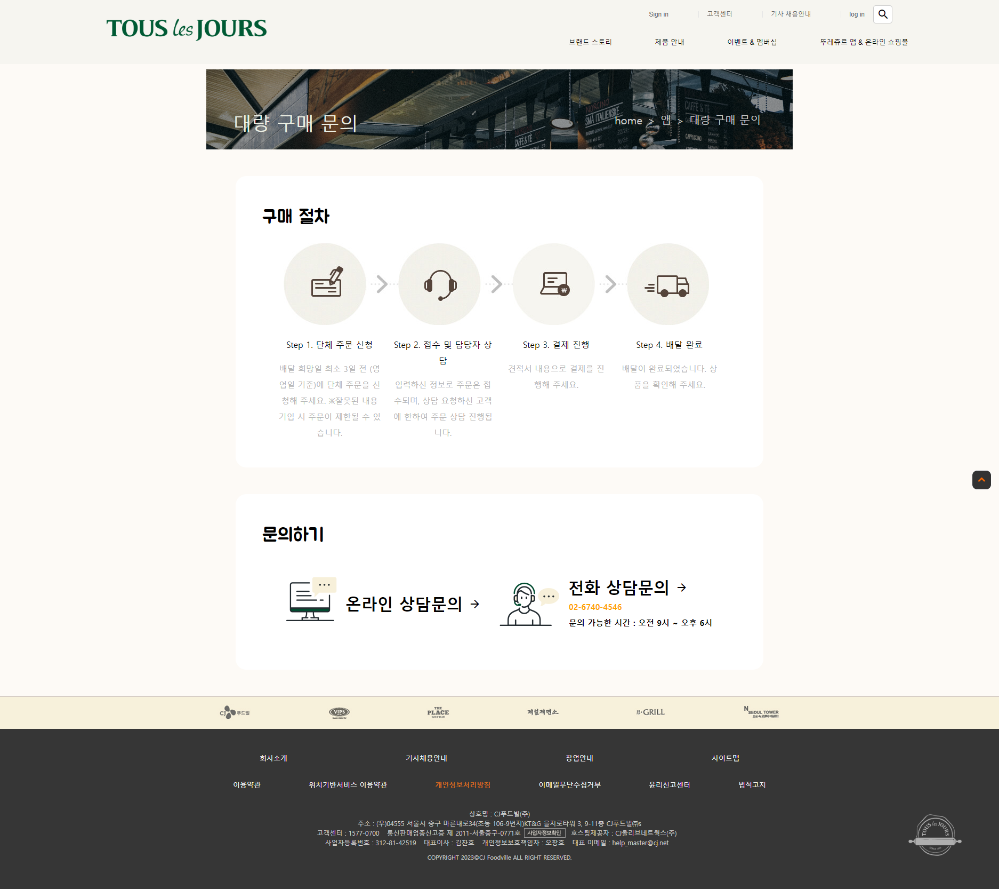 Sign in
고객센터
기사 채용안내
log in
TOUS les JOURS
브랜드 스토리
제품 안내
이벤트 & 멤버십
뚜레쥬르 앱 & 온라인 쇼핑몰
대량 구매 문의
home > 앱 > 대량 구매 문의
NORCINO
SMA ITALIENSKE
CAFFE & TE
CAFFE & TE
CAPPUCCINO
구매 절차
Step 1. 단체 주문 신청
배달 희망일 최소 3일 전 (영
업일 기준)에 단체 주문을 신
청해 주세요. ※잘못된 내용
기입 시 주문이 제한될 수 있
습니다.
Step 2. 접수 및 담당자 상
담
입력하신 정보로 주문은 접
수되며, 상담 요청하신 고객
에 한하여 주문 상담 진행됩
니다.
Step 3. 결제 진행
견적서 내용으로 결제를 진
행해 주세요.
Step 4. 배달 완료
배달이 완료되었습니다. 상
품을 확인해 주세요.
문의하기
온라인 상담문의
전화 상담문의
02-6740-4546
문의 가능한 시간 : 오전 9시 ~ 오후 6시
CJ 푸드빌
VIPS
THE
PLACE
제일제면소
n·GRILL
N
SEOUL TOWER
회사소개
기사채용안내
창업안내
사이트맵
이용약관
위치기반서비스 이용약관
개인정보처리방침
이메일무단수집거부
윤리신고센터
법적고지
상호명 : CJ푸드빌(주)
주소 : (우)04555 서울시 중구 마른내로34(초동 106-9번지)KT&G 을지로타워 3, 9-11층 CJ푸드빌㈜s
고객센터 : 1577-0700 통신판매업종신고증 제 2011-서울중구-0771호 사업자정보확인 호스팅제공자 : CJ올리브네트웍스(주)
사업자등록번호 : 312-81-42519 대표이사 : 김찬호 개인정보보호책임자 : 오창호 대표 이메일 : help_master@cj.net
COPYRIGHT 2023©CJ Foodville ALL RIGHT RESERVED.
TOUS les JOURS